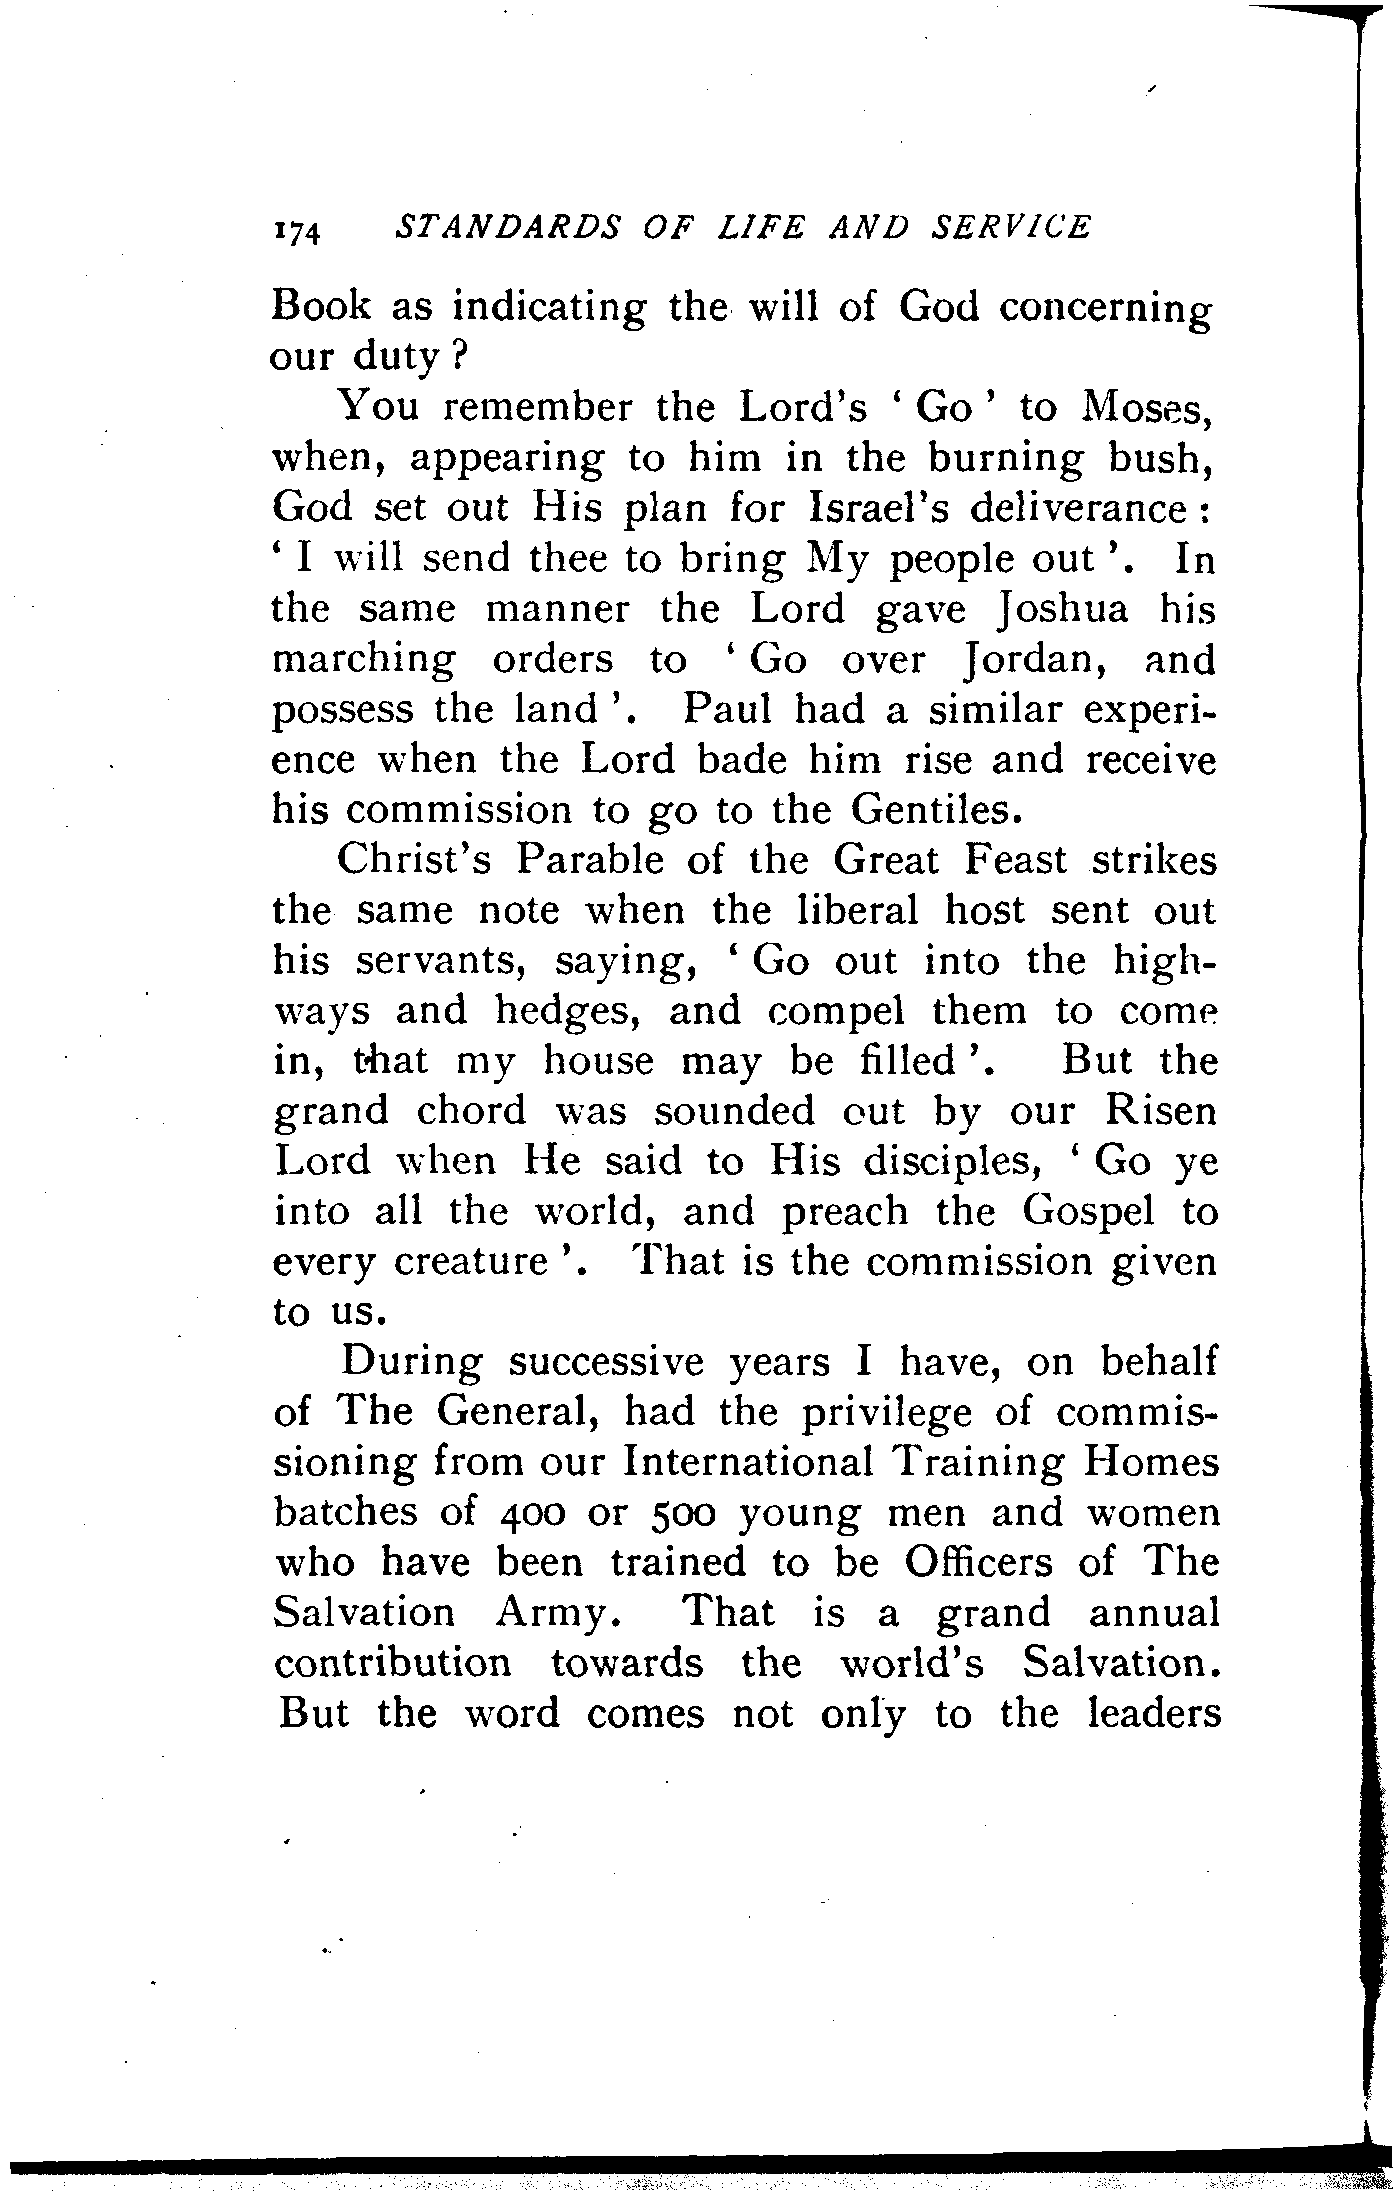 174 STANDARDS OF LIFE AND SERVICE
Book as indicating the will of God concerning
our duty ?
You remember the Lord's ‘ Go ’ to Moses,
when, appearing to him in the burning bush,
God set out His plan for Israel's deliverance :
‘ I will send thee to bring My people out ’. In
the same manner the Lord gave Joshua his
marching orders to ‘ Go over Jordan, and
possess the land ’. Paul had a similar experi-
ence when the Lord bade him rise and receive
his commission to go to the Gentiles.
Christ's Parable of the Great Feast strikes
the same note when the liberal host sent out
his servants, saying, ‘ Go out into the high-
ways and hedges, and compel them to come
in, that my house may be filled ’. But the
grand chord was sounded out by our Risen
Lord when He said to His disciples, ‘ Go ye
into all the world, and preach the Gospel to
every creature ’. That is the commission given
to us.
During successive years I have, on behalf
of The General, had the privilege of commis-
sioning from our International Training Homes
batches of 400 or 500 young men and women
who have been trained to be Officers of The
Salvation Army. That is a grand annual
contribution towards the world's Salvation.
But the word comes not only to the leaders